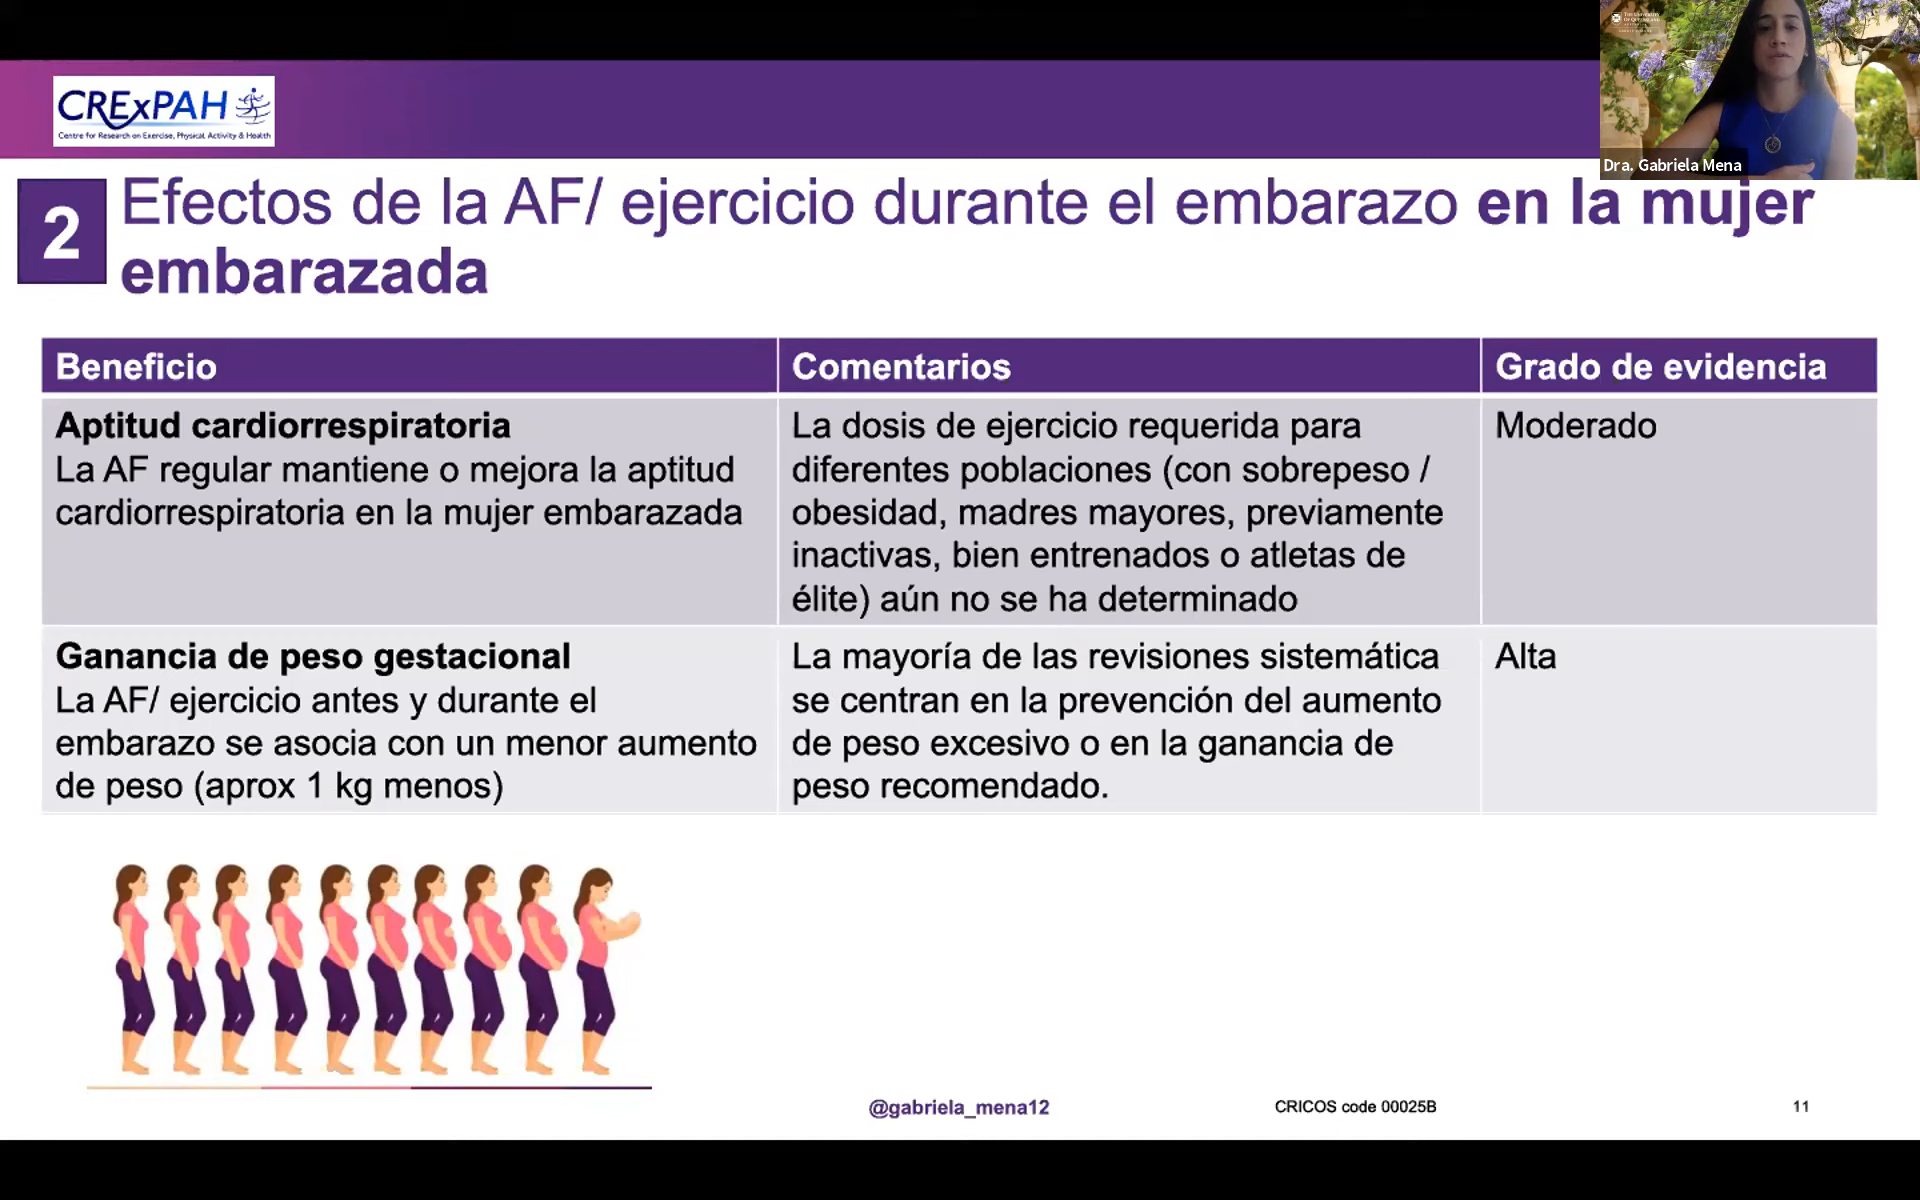 CRExPAH
Centre for Research on Exercise, Physical Activity & Health
Dra. Gabriela Mena
2
Efectos de la AF/ ejercicio durante el embarazo en la mujer
embarazada
Beneficio
Comentarios
Grado de evidencia
Aptitud cardiorrespiratoria
La AF regular mantiene o mejora la aptitud
cardiorrespiratoria en la mujer embarazada
La dosis de ejercicio requerida para
diferentes poblaciones (con sobrepeso /
obesidad, madres mayores, previamente
inactivas, bien entrenados o atletas de
élite) aún no se ha determinado
Moderado
Ganancia de peso gestacional
La AF/ ejercicio antes y durante el
embarazo se asocia con un menor aumento
de peso (aprox 1 kg menos)
La mayoría de las revisiones sistemática
se centran en la prevención del aumento
de peso excesivo o en la ganancia de
peso recomendado.
Alta
@gabriela_mena12
CRICOS code 00025B
11